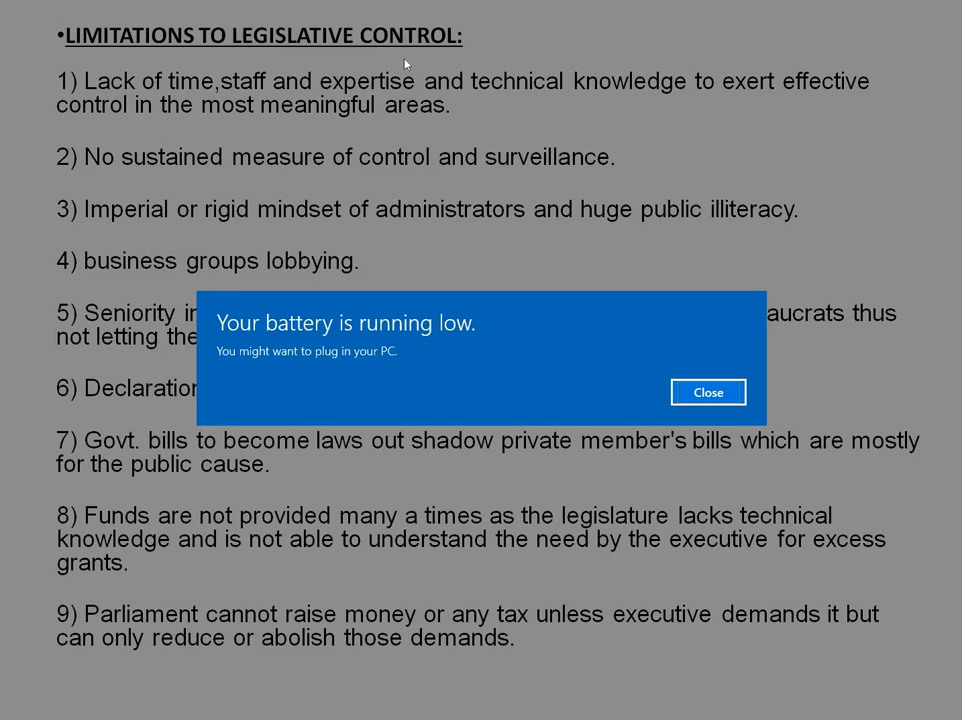 •LIMITATIONS TO LEGISLATIVE CONTROL:
1) Lack of time,staff and expertise and technical knowledge to exert effective
control in the most meaningful areas.
2) No sustained measure of control and surveillance.
3) Imperial or rigid mindset of administrators and huge public illiteracy.
4) business groups lobbying.
5) Seniority
not letting
Your battery is running low.
You might want to plug in your PC.
Close
thus
6)
7) Govt. bills to become laws out shadow private member's bills which are mostly
for the public cause.
8) Funds are not provided many a times as the legislature lacks technical
knowledge and is not able to understand the need by the executive for excess
grants.
9) Parliament cannot raise money or any tax unless executive demands it but
can only reduce or abolish those demands.